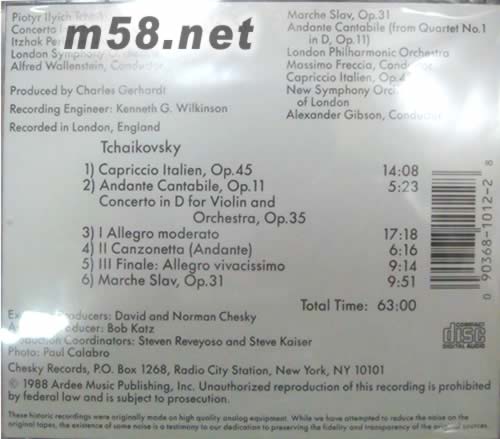 m58.net
Piotyr Ilyich
Concerto
Itzhak
London
Alfred Wallenstein,
Produced by Charles Gerhardt
Recording Engineer: Kenneth G. Wilkinson
Recorded in London, England
Marche Slav, Op.31
Andante Cantabile (from Quartet No.1
in D, Op.11)
London Philharmonic Orchestra
Massimo Freccia, Conductor
Capriccio Italien,
New Symphony
of London
Alexander Gibson, Conductor
Tchaikovsky
1) Capriccio Italien, Op.45 14:08
2) Andante Cantabile, Op.11 5:23
Concerto in D for Violin and
Orchestra, Op.35
3) I Allegro moderato 17:18
4) II Canzonetta (Andante) 6:16
5) III Finale: Allegro vivacissimo 9:14
6) Marche Slav, Op.31 9:51
Total Time: 63:00
0 90368-1012-2 8
COMPACT
disc
DIGITAL AUDIO
Producers: David and Norman Chesky
Producer: Bob Katz
Coordinators: Steven Reveyoso and Steve Kaiser
Photo: Paul Calabro
Chesky Records, P.O. Box 1268, Radio City Station, New York, NY 10101
© 1988 Ardee Music Publishing, Inc. Unauthorized reproduction of this recording is prohibited
by federal law and is subject to prosecution.
These historic recordings were originally made on high quality analog equipment. While we have attempted to reduce the noise on the
original tapes, the existence of some noise is a testimony to our dedication to preserving the fidelity and transparency of the